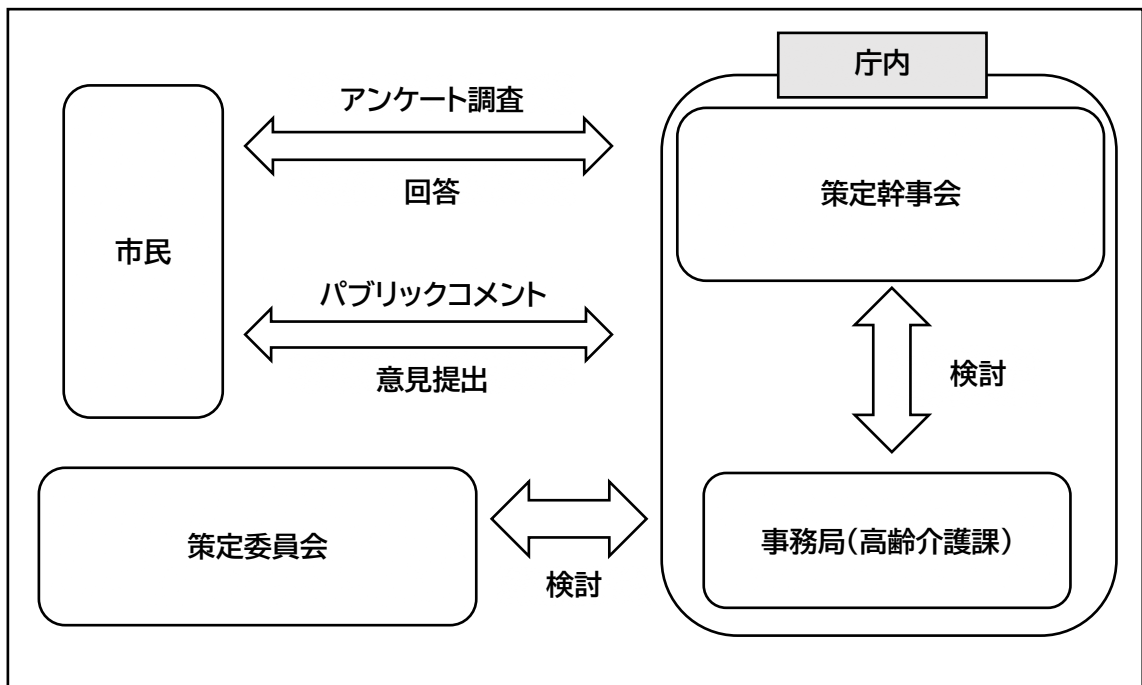 庁内
アンケート調査
回答
策定幹事会
市民
パブリックコメント
意見提出
検討
策定委員会
検討
事務局（高齢介護課）